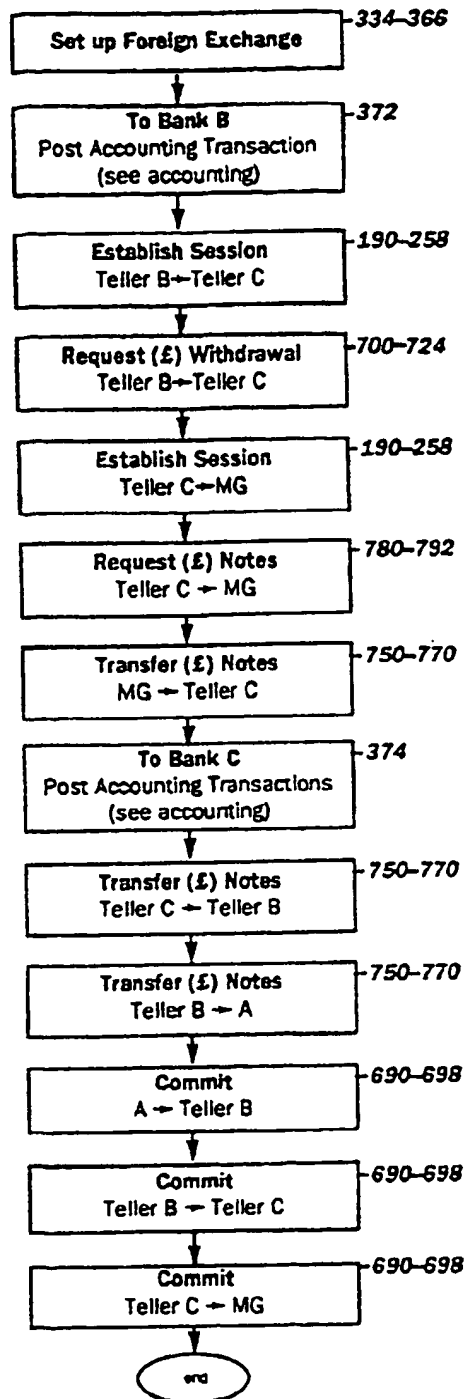 Set up Foreign Exchange
334–366
To Bank B
372
Post Accounting Transaction
(see accounting)
Establish Session
190–258
Teller B→Teller C
Request (£) Withdrawal
700–724
Teller B→Teller C
Establish Session
190–258
Teller C→MG
Request (£) Notes
780–792
Teller C → MG
Transfer (£) Notes
750–770
MG → Teller C
To Bank C
374
Post Accounting Transactions
(see accounting)
Transfer (£) Notes
750–770
Teller C → Teller B
Transfer (£) Notes
750–770
Teller B → A
Commit
690–698
A → Teller B
Commit
690–698
Teller B → Teller C
Commit
690–698
Teller C → MG
end